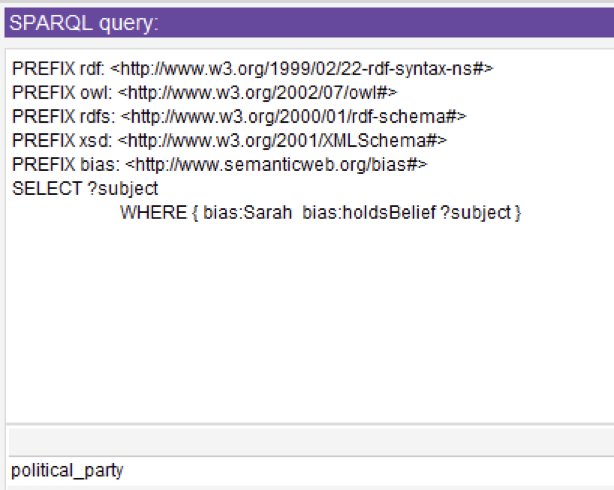 SPARQL query:
PREFIX rdf: <http://www.w3.org/1999/02/22-rdf-syntax-ns#>
PREFIX owl: <http://www.w3.org/2002/07/owl#>
PREFIX rdfs: <http://www.w3.org/2000/01/rdf-schema#>
PREFIX xsd: <http://www.w3.org/2001/XMLSchema#>
PREFIX bias: <http://www.semanticweb.org/bias#>
SELECT ?subject
WHERE { bias:Sarah  bias:holdsBelief ?subject }
political_party